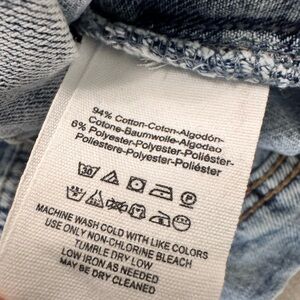 94% Cotton-Coton-Algodón-
Cotone-Baumwolle-Algodao
6% Polyester-Polyester-Poliéster-
Poliestere-Polyester-Poliéster
30
MACHINE WASH COLD WITH LIKE COLORS
USE ONLY NON-CHLORINE BLEACH
TUMBLE DRY LOW
LOW IRON AS NEEDED
MAY BE DRY CLEANED